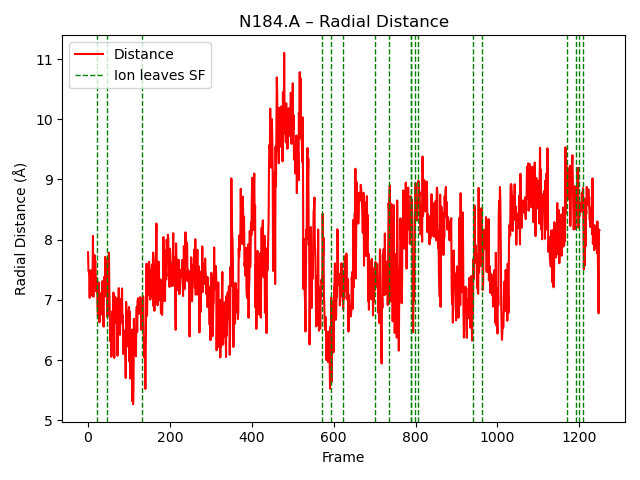 N184.A – Radial Distance
Distance
Ion leaves SF
Radial Distance (Å)
11
10
9
8
7
6
5
0
200
400
600
800
1000
1200
Frame